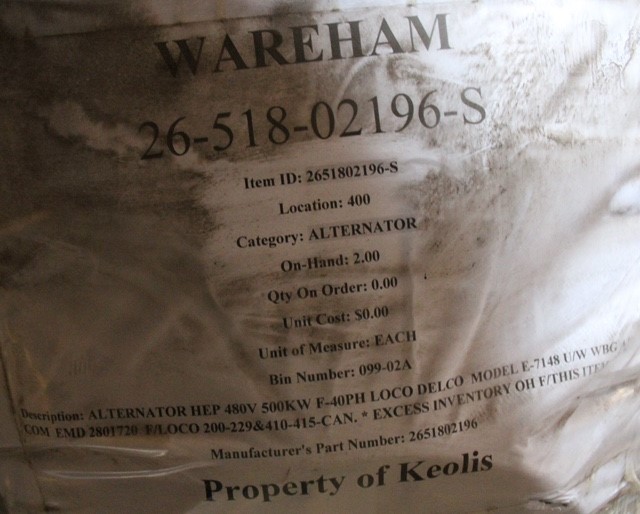 WAREHAM
26-518-02196-S
Item ID: 2651802196-S
Location: 400
Category: ALTERNATOR
On-Hand: 2.00
Qty On Order: 0.00
Unit Cost: $0.00
Unit of Measure: EACH
Bin Number: 099-02A
Description: ALTERNATOR HEP 480V 500KW F-40PH LOCO DELCO MODEL E-7148 U/W WBG
COM EMD 2801720 F/LOCO 200-229&410-415-CAN. * EXCESS INVENTORY OH F/THIS ITEM
Manufacturer's Part Number: 2651802196
Property of Keolis